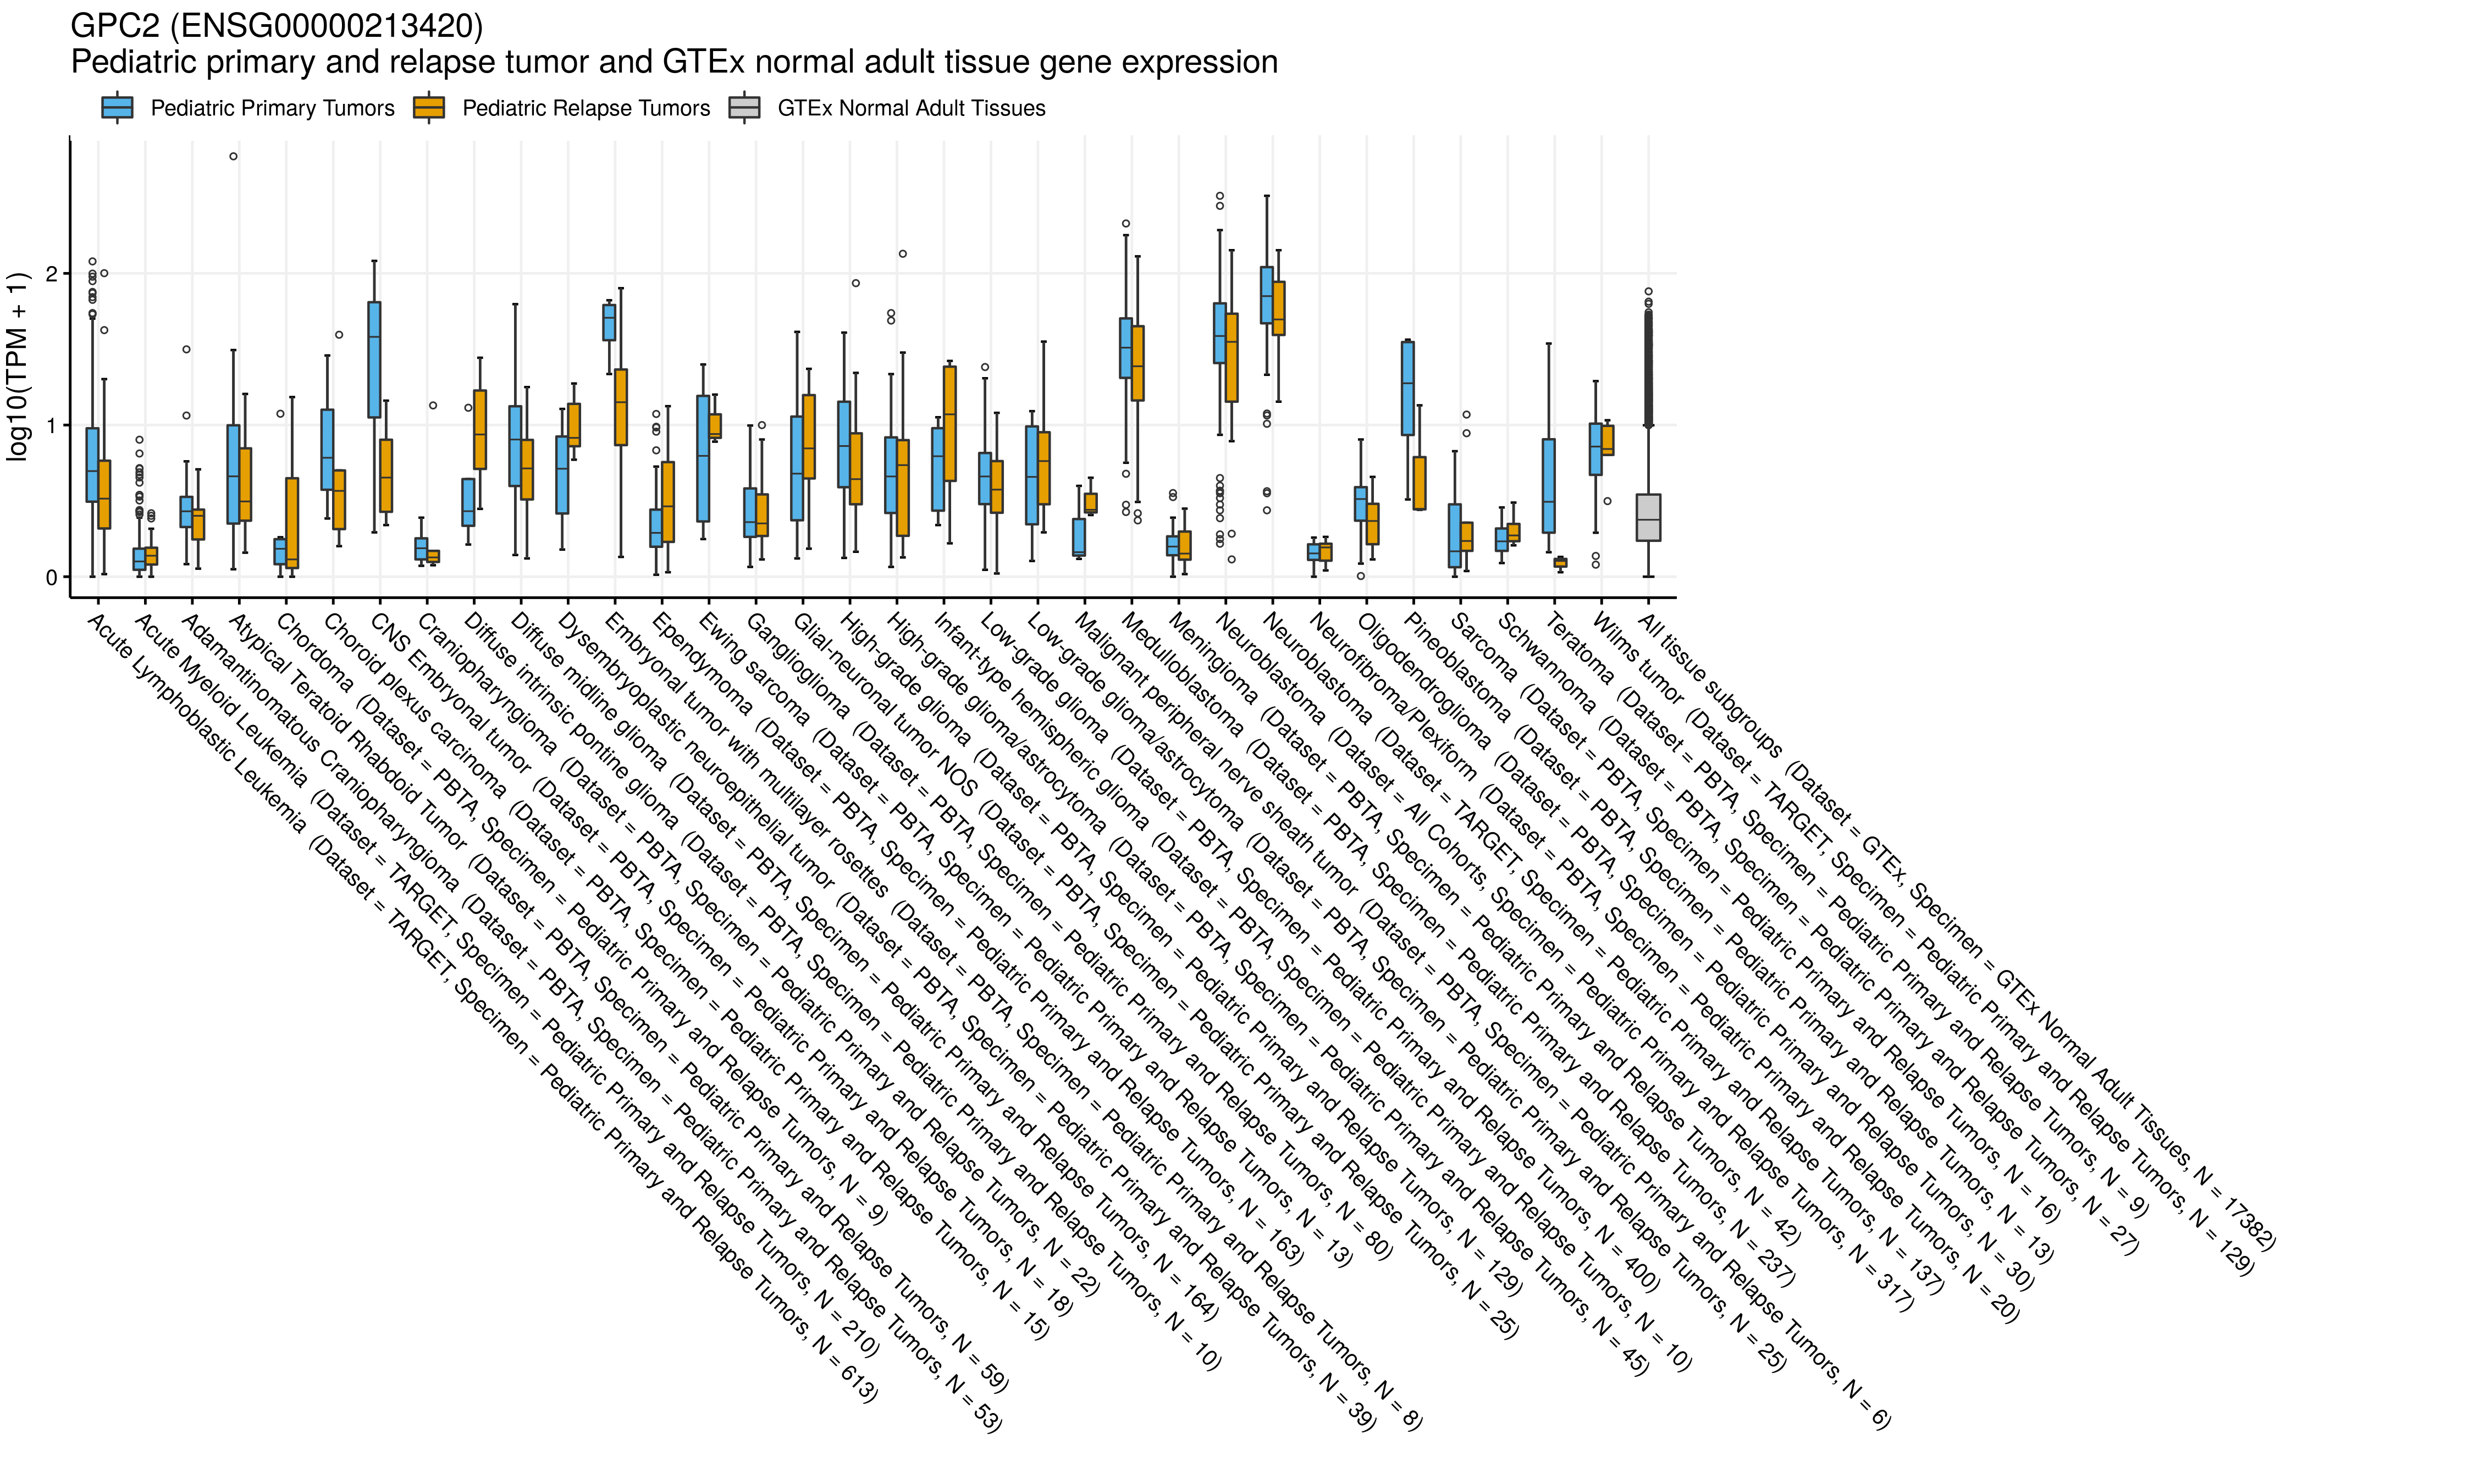 GPC2 (ENSG00000213420)
Pediatric primary and relapse tumor and GTEx normal adult tissue gene expression
Pediatric Primary Tumors
Pediatric Relapse Tumors
GTEx Normal Adult Tissues
log10(TPM + 1)
2
1
0
Acute Lymphoblastic Leukemia (Dataset = TARGET, Specimen = Pediatric Primary and Relapse Tumors, N = 613)
Acute Myeloid Leukemia (Dataset = TARGET, Specimen = Pediatric Primary and Relapse Tumors, N = 210)
Adamantinomatous Craniopharyngioma (Dataset = PBTA, Specimen = Pediatric Primary and Relapse Tumors, N = 53)
Atypical Teratoid Rhabdoid Tumor (Dataset = PBTA, Specimen = Pediatric Primary and Relapse Tumors, N = 59)
Chordoma (Dataset = PBTA, Specimen = Pediatric Primary and Relapse Tumors, N = 9)
Choroid plexus carcinoma (Dataset = PBTA, Specimen = Pediatric Primary and Relapse Tumors, N = 15)
CNS Embryonal tumor (Dataset = PBTA, Specimen = Pediatric Primary and Relapse Tumors, N = 18)
Craniopharyngioma (Dataset = PBTA, Specimen = Pediatric Primary and Relapse Tumors, N = 22)
Diffuse intrinsic pontine glioma (Dataset = PBTA, Specimen = Pediatric Primary and Relapse Tumors, N = 10)
Diffuse midline glioma (Dataset = PBTA, Specimen = Pediatric Primary and Relapse Tumors, N = 164)
Dysembryoplastic neuroepithelial tumor (Dataset = PBTA, Specimen = Pediatric Primary and Relapse Tumors, N = 39)
Embryonal tumor with multilayer rosettes (Dataset = PBTA, Specimen = Pediatric Primary and Relapse Tumors, N = 8)
Ependymoma (Dataset = PBTA, Specimen = Pediatric Primary and Relapse Tumors, N = 163)
Ewing sarcoma (Dataset = PBTA, Specimen = Pediatric Primary and Relapse Tumors, N = 13)
Ganglioglioma (Dataset = PBTA, Specimen = Pediatric Primary and Relapse Tumors, N = 80)
Glial-neuronal tumor NOS (Dataset = PBTA, Specimen = Pediatric Primary and Relapse Tumors, N = 25)
High-grade glioma (Dataset = PBTA, Specimen = Pediatric Primary and Relapse Tumors, N = 129)
High-grade glioma/astrocytoma (Dataset = PBTA, Specimen = Pediatric Primary and Relapse Tumors, N = 45)
Infant-type hemispheric glioma (Dataset = PBTA, Specimen = Pediatric Primary and Relapse Tumors, N = 10)
Low-grade glioma (Dataset = PBTA, Specimen = Pediatric Primary and Relapse Tumors, N = 400)
Low-grade glioma/astrocytoma (Dataset = PBTA, Specimen = Pediatric Primary and Relapse Tumors, N = 25)
Malignant peripheral nerve sheath tumor (Dataset = PBTA, Specimen = Pediatric Primary and Relapse Tumors, N = 6)
Medulloblastoma (Dataset = PBTA, Specimen = Pediatric Primary and Relapse Tumors, N = 237)
Meningioma (Dataset = PBTA, Specimen = Pediatric Primary and Relapse Tumors, N = 42)
Neuroblastoma (Dataset = All Cohorts, Specimen = Pediatric Primary and Relapse Tumors, N = 317)
Neuroblastoma (Dataset = TARGET, Specimen = Pediatric Primary and Relapse Tumors, N = 137)
Neurofibroma/Plexiform (Dataset = PBTA, Specimen = Pediatric Primary and Relapse Tumors, N = 20)
Oligodendroglioma (Dataset = PBTA, Specimen = Pediatric Primary and Relapse Tumors, N = 30)
Pineoblastoma (Dataset = PBTA, Specimen = Pediatric Primary and Relapse Tumors, N = 13)
Sarcoma (Dataset = PBTA, Specimen = Pediatric Primary and Relapse Tumors, N = 16)
Schwannoma (Dataset = PBTA, Specimen = Pediatric Primary and Relapse Tumors, N = 27)
Teratoma (Dataset = PBTA, Specimen = Pediatric Primary and Relapse Tumors, N = 9)
Wilms tumor (Dataset = TARGET, Specimen = Pediatric Primary and Relapse Tumors, N = 129)
All tissue subgroups (Dataset = GTEx, Specimen = GTEx Normal Adult Tissues, N = 17382)